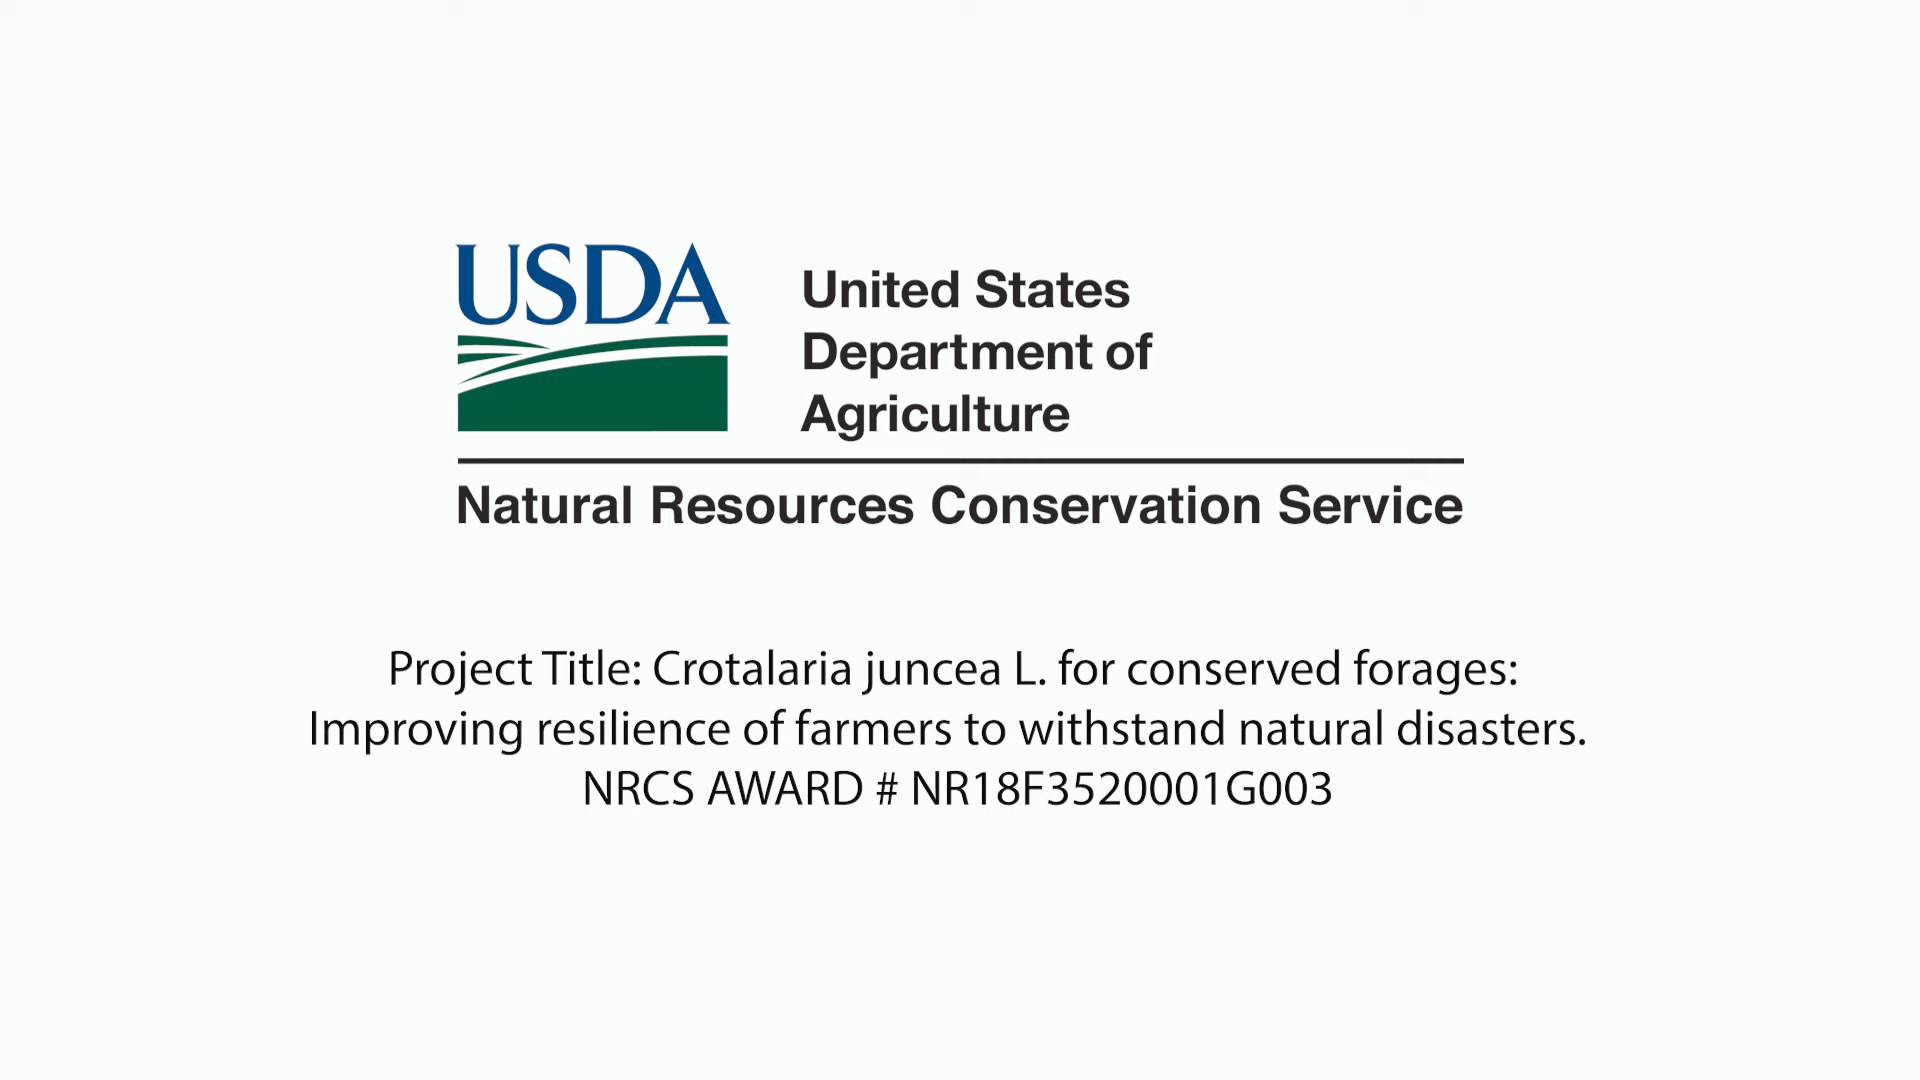 USDA
United States
Department of
Agriculture
Natural Resources Conservation Service
Project Title: Crotalaria juncea L. for conserved forages:
Improving resilience of farmers to withstand natural disasters.
NRCS AWARD # NR18F3520001G003